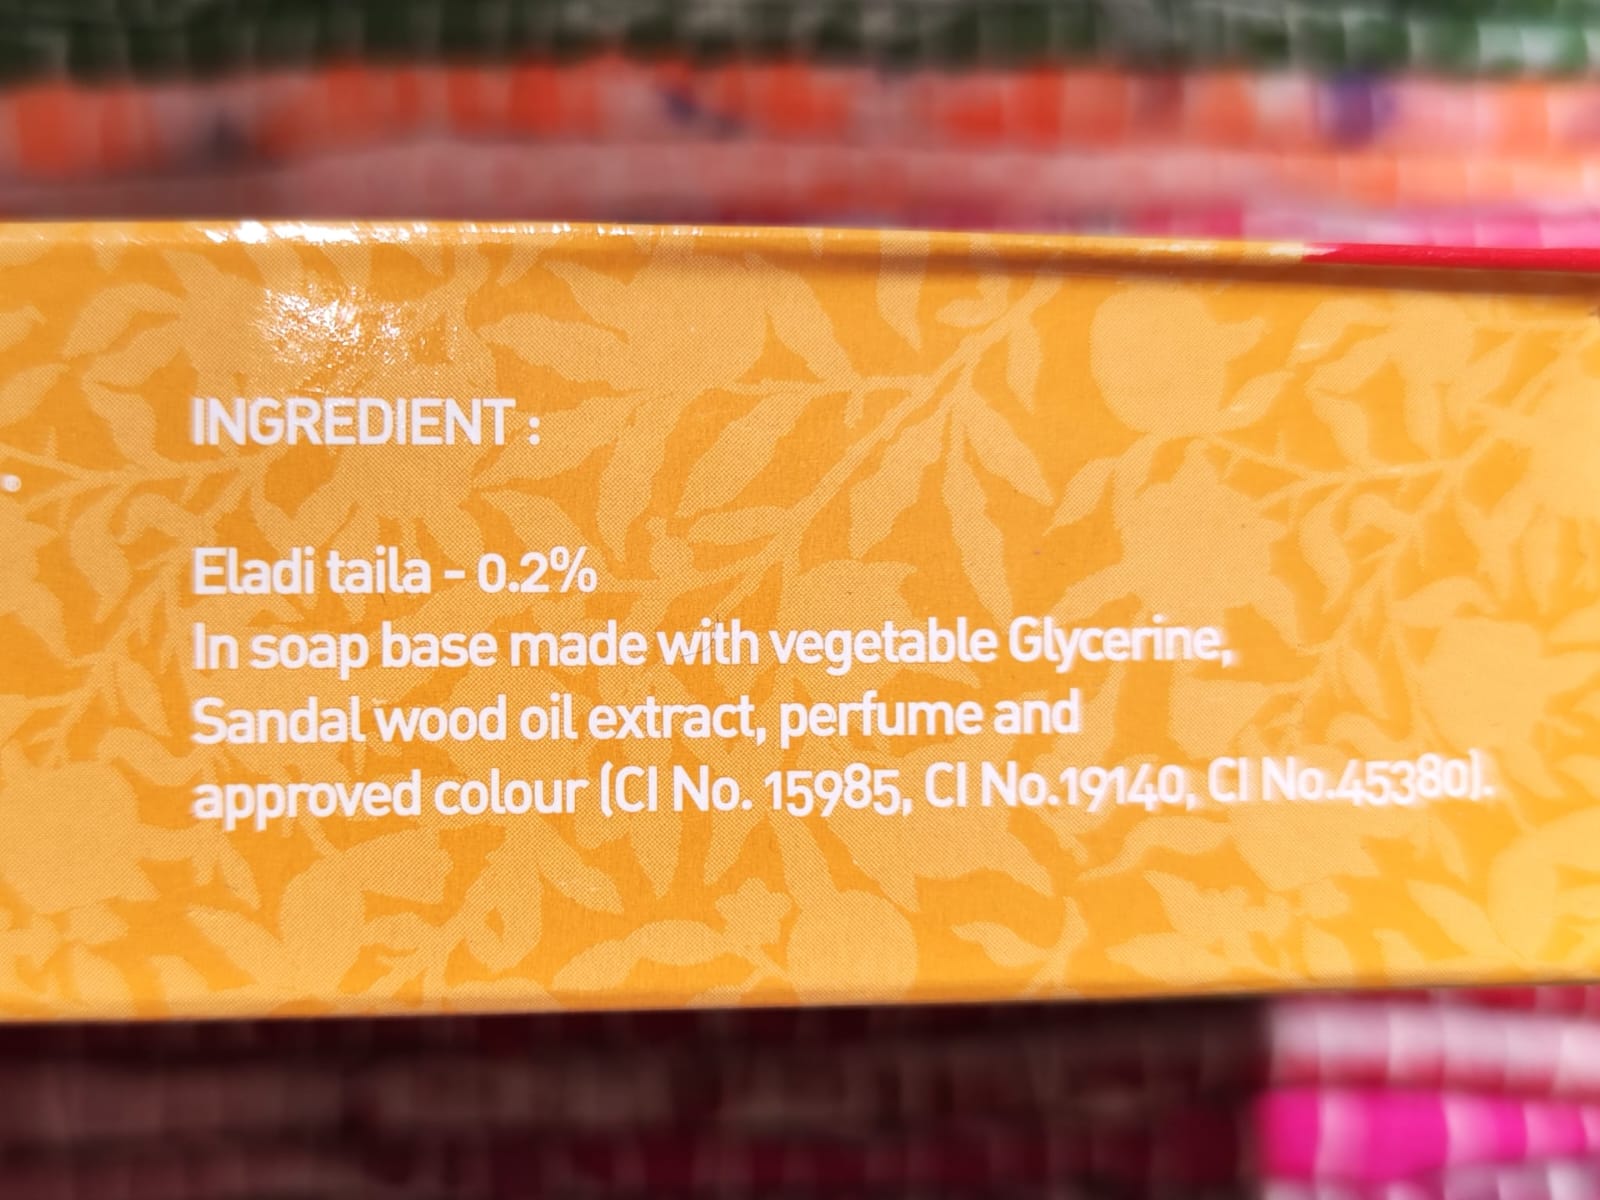 INGREDIENT :
Eladi taila - 0.2%
In soap base made with vegetable Glycerine,
Sandal wood oil extract, perfume and
approved colour (CI No. 15985, CI No.19140, CI No.45380).